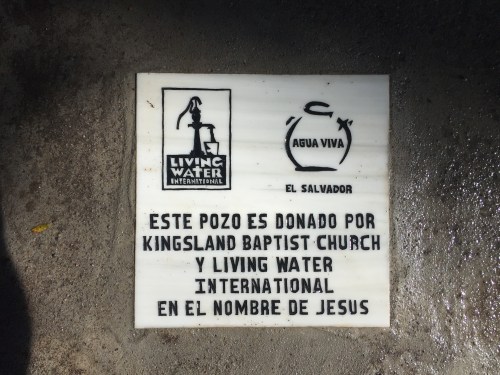 LIVING
WATER
INTERNATIONAL
AGUA VIVA
EL SALVADOR
ESTE POZO ES DONADO POR
KINGSLAND BAPTIST CHURCH
Y LIVING WATER
INTERNATIONAL
EN EL NOMBRE DE JESUS